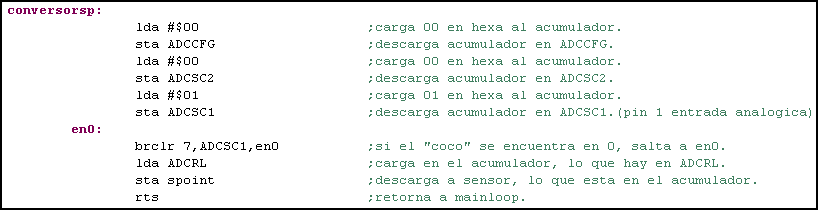 conversorsp:
lda #$00 ;carga 00 en hexa al acumulador.
sta ADCCFG ;descarga acumulador en ADCCFG.
lda #$00 ;carga 00 en hexa al acumulador.
sta ADCSC2 ;descarga acumulador en ADCSC2.
lda #$01 ;carga 01 en hexa al acumulador.
sta ADCSC1 ;descarga acumulador en ADCSC1.(pin 1 entrada analogica)
en0:
brclr 7,ADCSC1,en0 ;si el "coco" se encuentra en 0, salta a en0.
lda ADCRL ;carga en el acumulador, lo que hay en ADCRL.
sta spoint ;descarga a sensor, lo que esta en el acumulador.
rts ;retorna a mainloop.